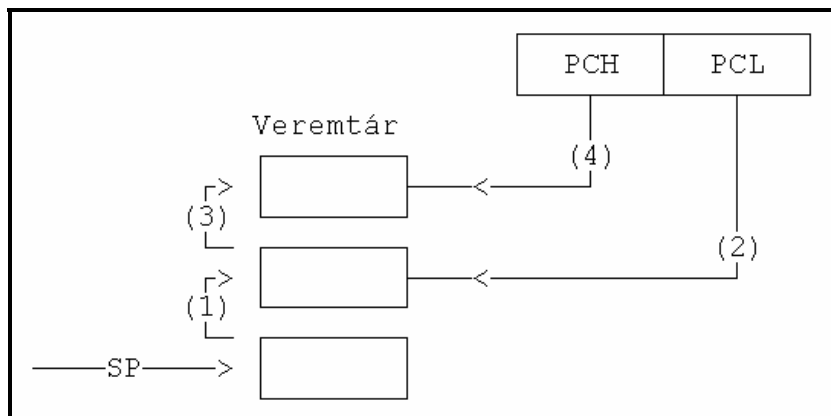 PCH PCL
Veremtár
(4)
(3)
(2)
(1)
SP